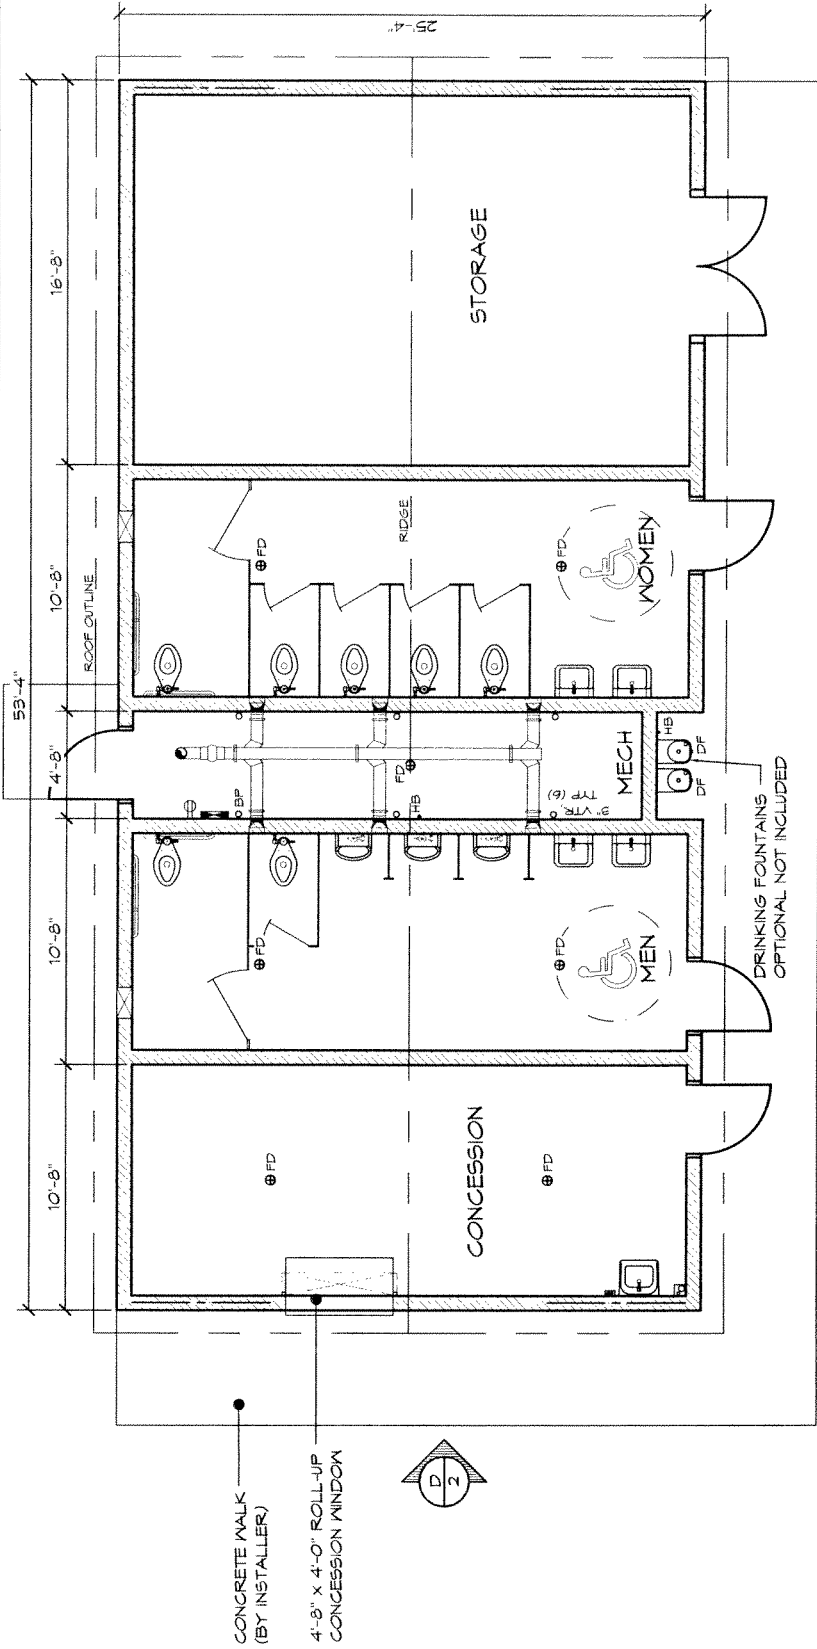 25'-4"
53'-4"
10'-8"
10'-8"
4'-8"
10'-8"
16'-8"
ROOF OUTLINE
RIDGE
CONCESSION
FD
FD
MEN
FD
FD
MECH
BP
FD
HB
3" VTR,
TYP (6)
HB
DF
DF
WOMEN
FD
FD
STORAGE
DRINKING FOUNTAINS
OPTIONAL NOT INCLUDED
CONCRETE WALK
(BY INSTALLER)
4'-8" x 4'-0" ROLL-UP
CONCESSION WINDOW
D
2